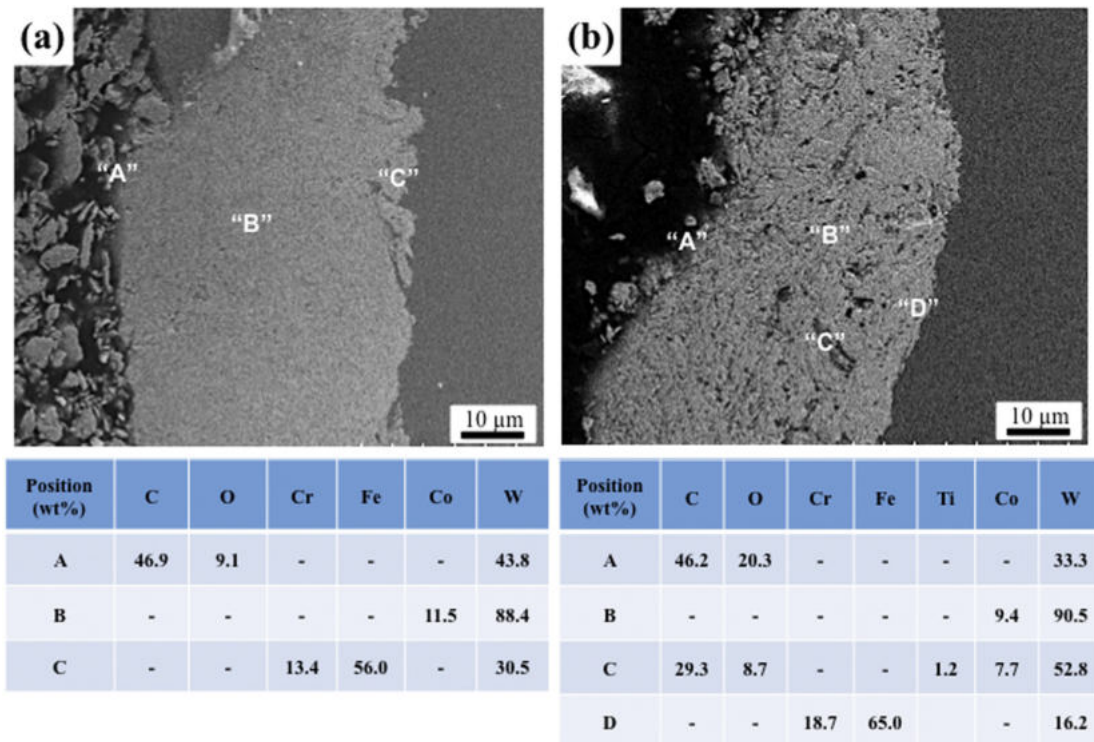 (a)
“A”
“C”
“B”
10 µm
(b)
“A”
“B”
“D”
“C”
10 µm
Position (wt%) C O Cr Fe Co W
A 46.9 9.1 - - - 43.8
B - - - - 11.5 88.4
C - - 13.4 56.0 - 30.5
Position (wt%) C O Cr Fe Ti Co W
A 46.2 20.3 - - - - 33.3
B - - - - - 9.4 90.5
C 29.3 8.7 - - 1.2 7.7 52.8
D - - 18.7 65.0 - 16.2